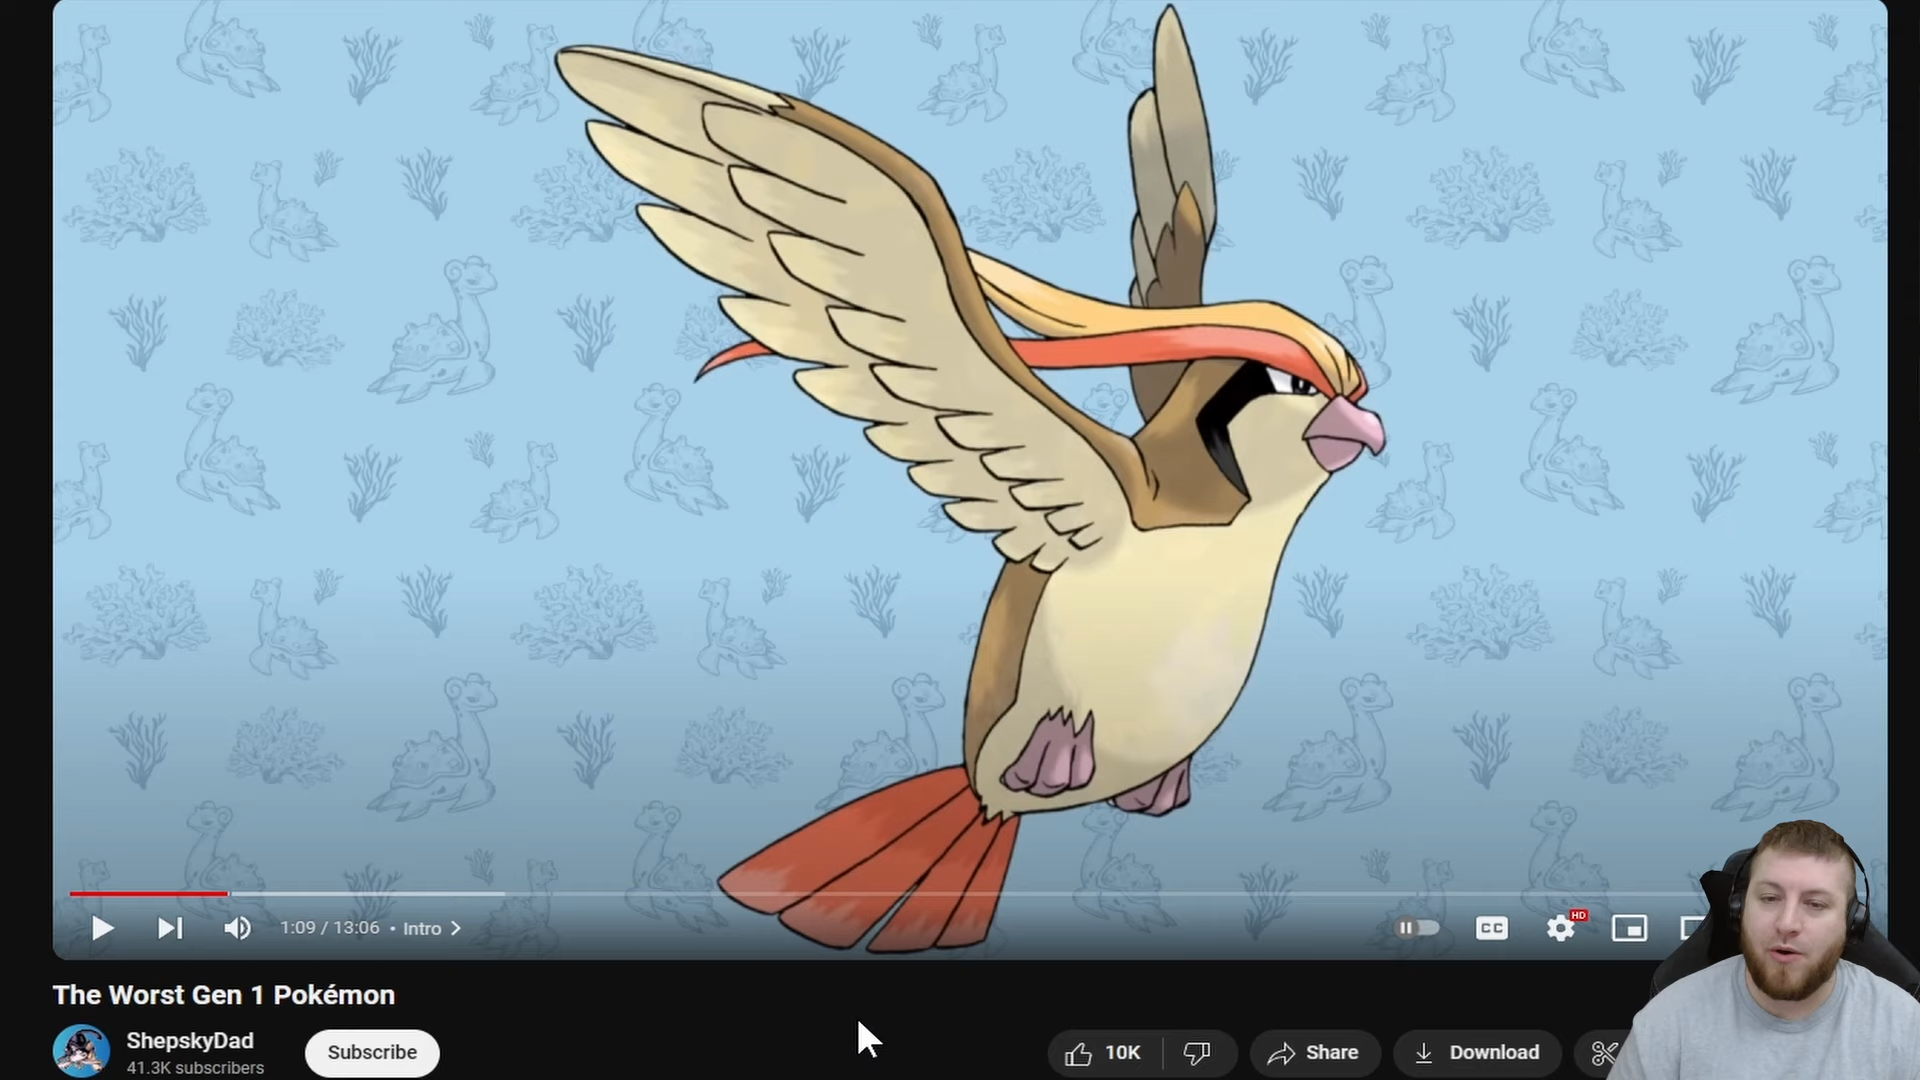 1:09 / 13:06 • Intro
CC
HD
The Worst Gen 1 Pokémon
ShepskyDad
41.3K subscribers
Subscribe
10K
Share
Download